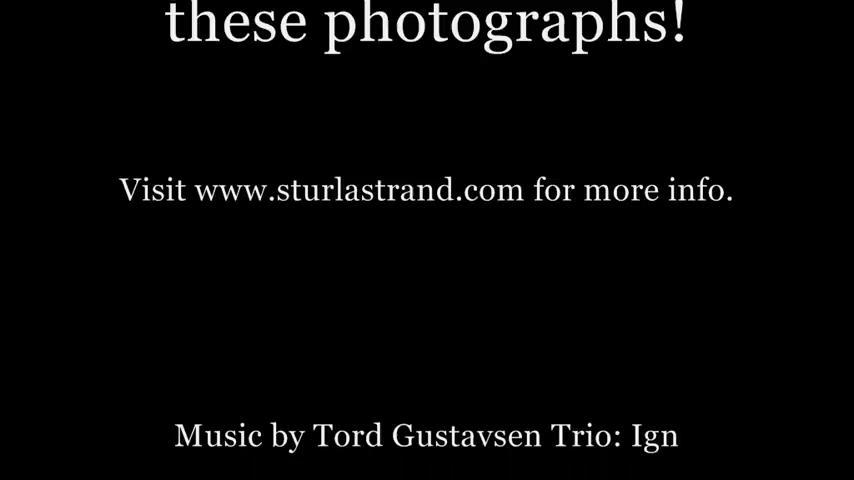 these photographs!
Visit www.sturlastrand.com for more info.
Music by Tord Gustavsen Trio: Ign